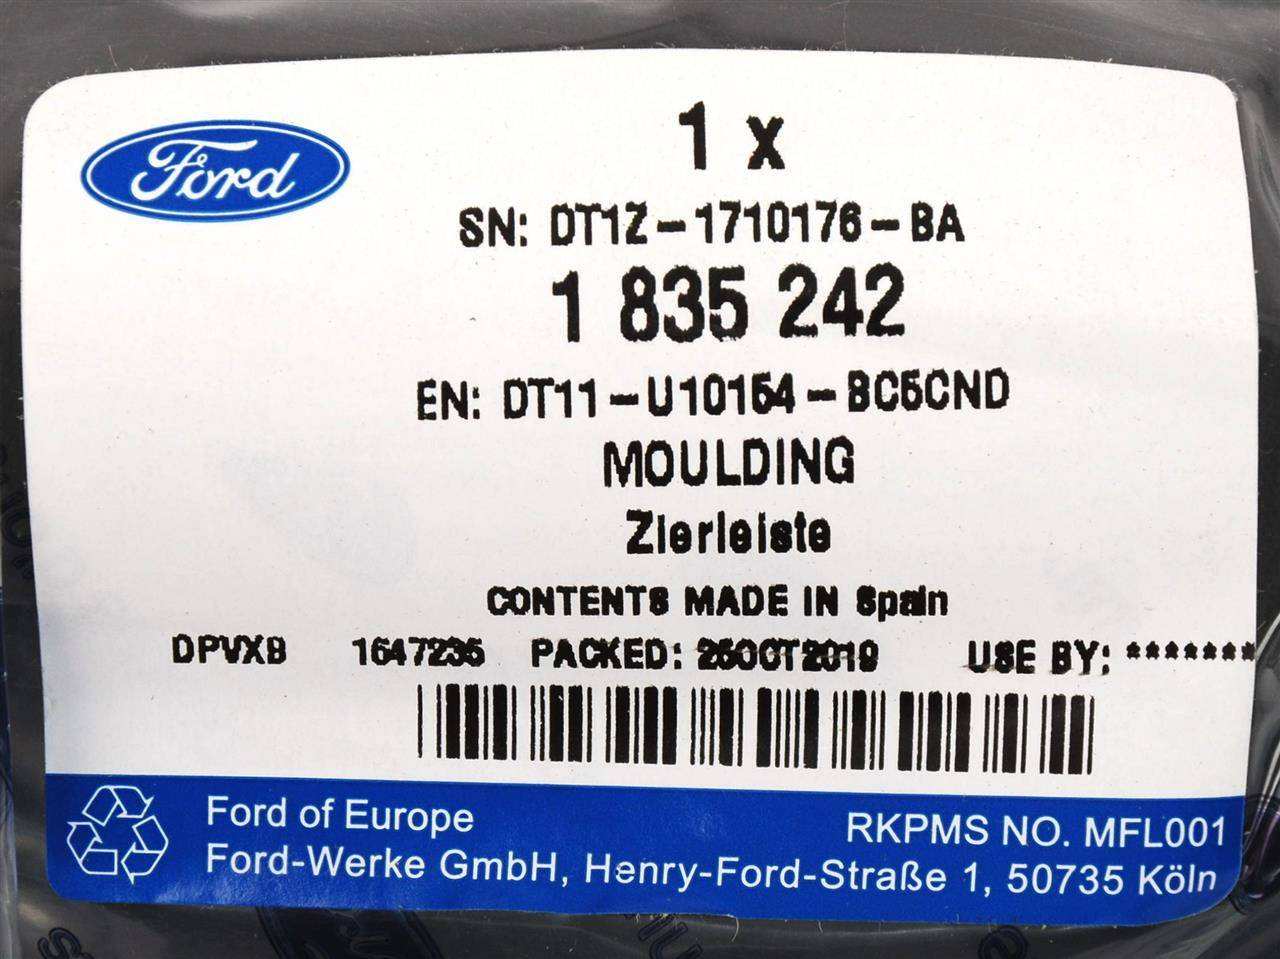 Ford
1 x
SN: DT1Z-1710176-BA
1 835 242
EN: DT11-U10154-BC5CND
MOULDING
Zierleiste
CONTENTS MADE IN Spain
DPVXB 1647235 PACKED: 25OCT2019 USE BY: *******
Ford of Europe RKPMS NO. MFL001
Ford-Werke GmbH, Henry-Ford-Straße 1, 50735 Köln